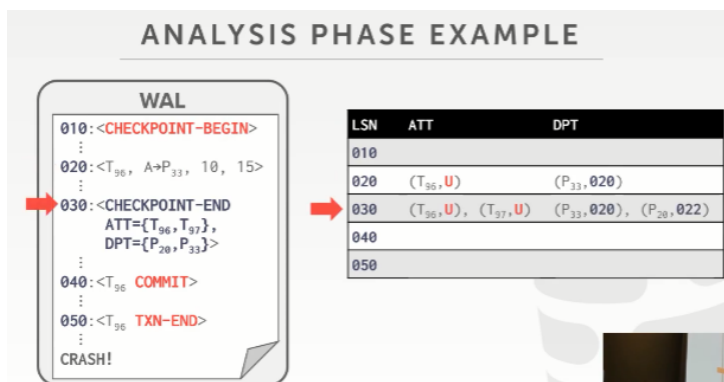 ANALYSIS PHASE EXAMPLE
WAL
010:<CHECKPOINT-BEGIN>
⋮
020:<T₉₆, A→P₃₃, 10, 15>
⋮
030:<CHECKPOINT-END
ATT={T₉₆,T₉₇},
DPT={P₂₀,P₃₃}>
⋮
040:<T₉₆ COMMIT>
⋮
050:<T₉₆ TXN-END>
⋮
CRASH!
LSN ATT DPT
010
020 (T₉₆,U) (P₃₃,020)
030 (T₉₆,U), (T₉₇,U) (P₃₃,020), (P₂₀,022)
040
050